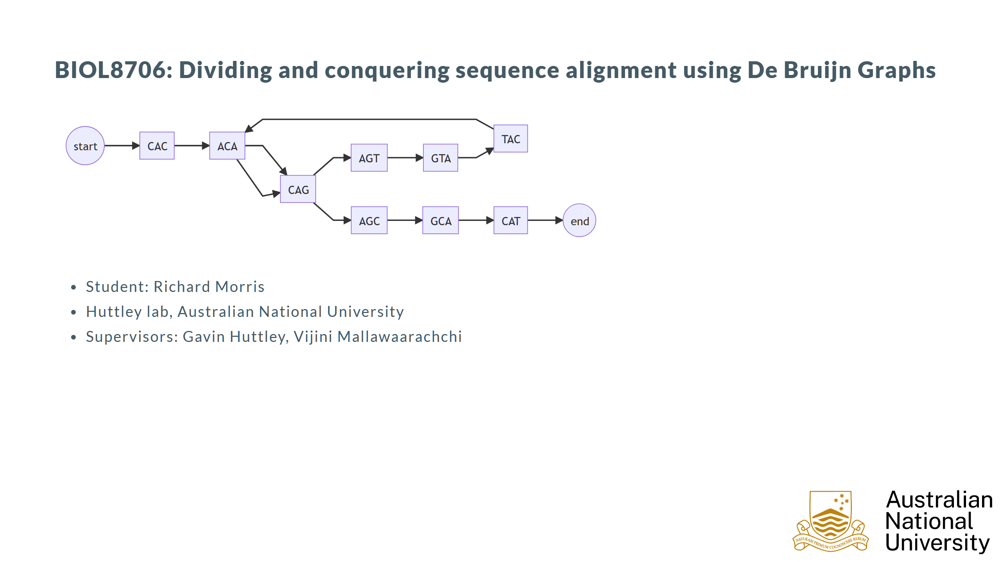 BIOL8706: Dividing and conquering sequence alignment using De Bruijn Graphs
start
CAC
ACA
CAG
AGT
GTA
TAC
AGC
GCA
CAT
end
• Student: Richard Morris
• Huttley lab, Australian National University
• Supervisors: Gavin Huttley, Vijini Mallawaarachchi
NATURAM PRIMUM COGNOSCERE RERUM
Australian
National
University